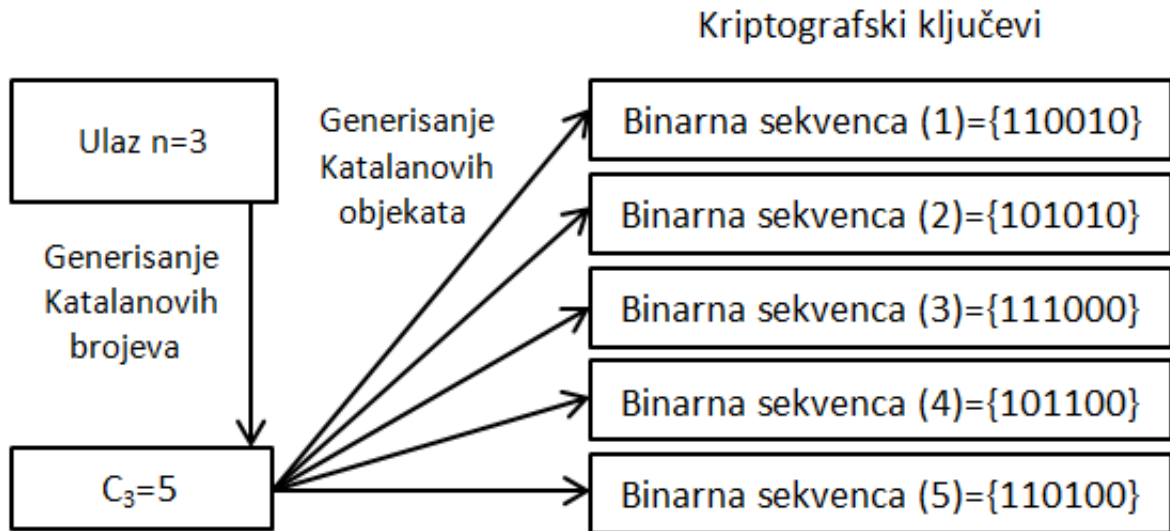 Kriptografski ključevi
Ulaz n=3
Generisanje
Katalanovih
objekata
Generisanje
Katalanovih
brojeva
C₃=5
Binarna sekvenca (1)={110010}
Binarna sekvenca (2)={101010}
Binarna sekvenca (3)={111000}
Binarna sekvenca (4)={101100}
Binarna sekvenca (5)={110100}